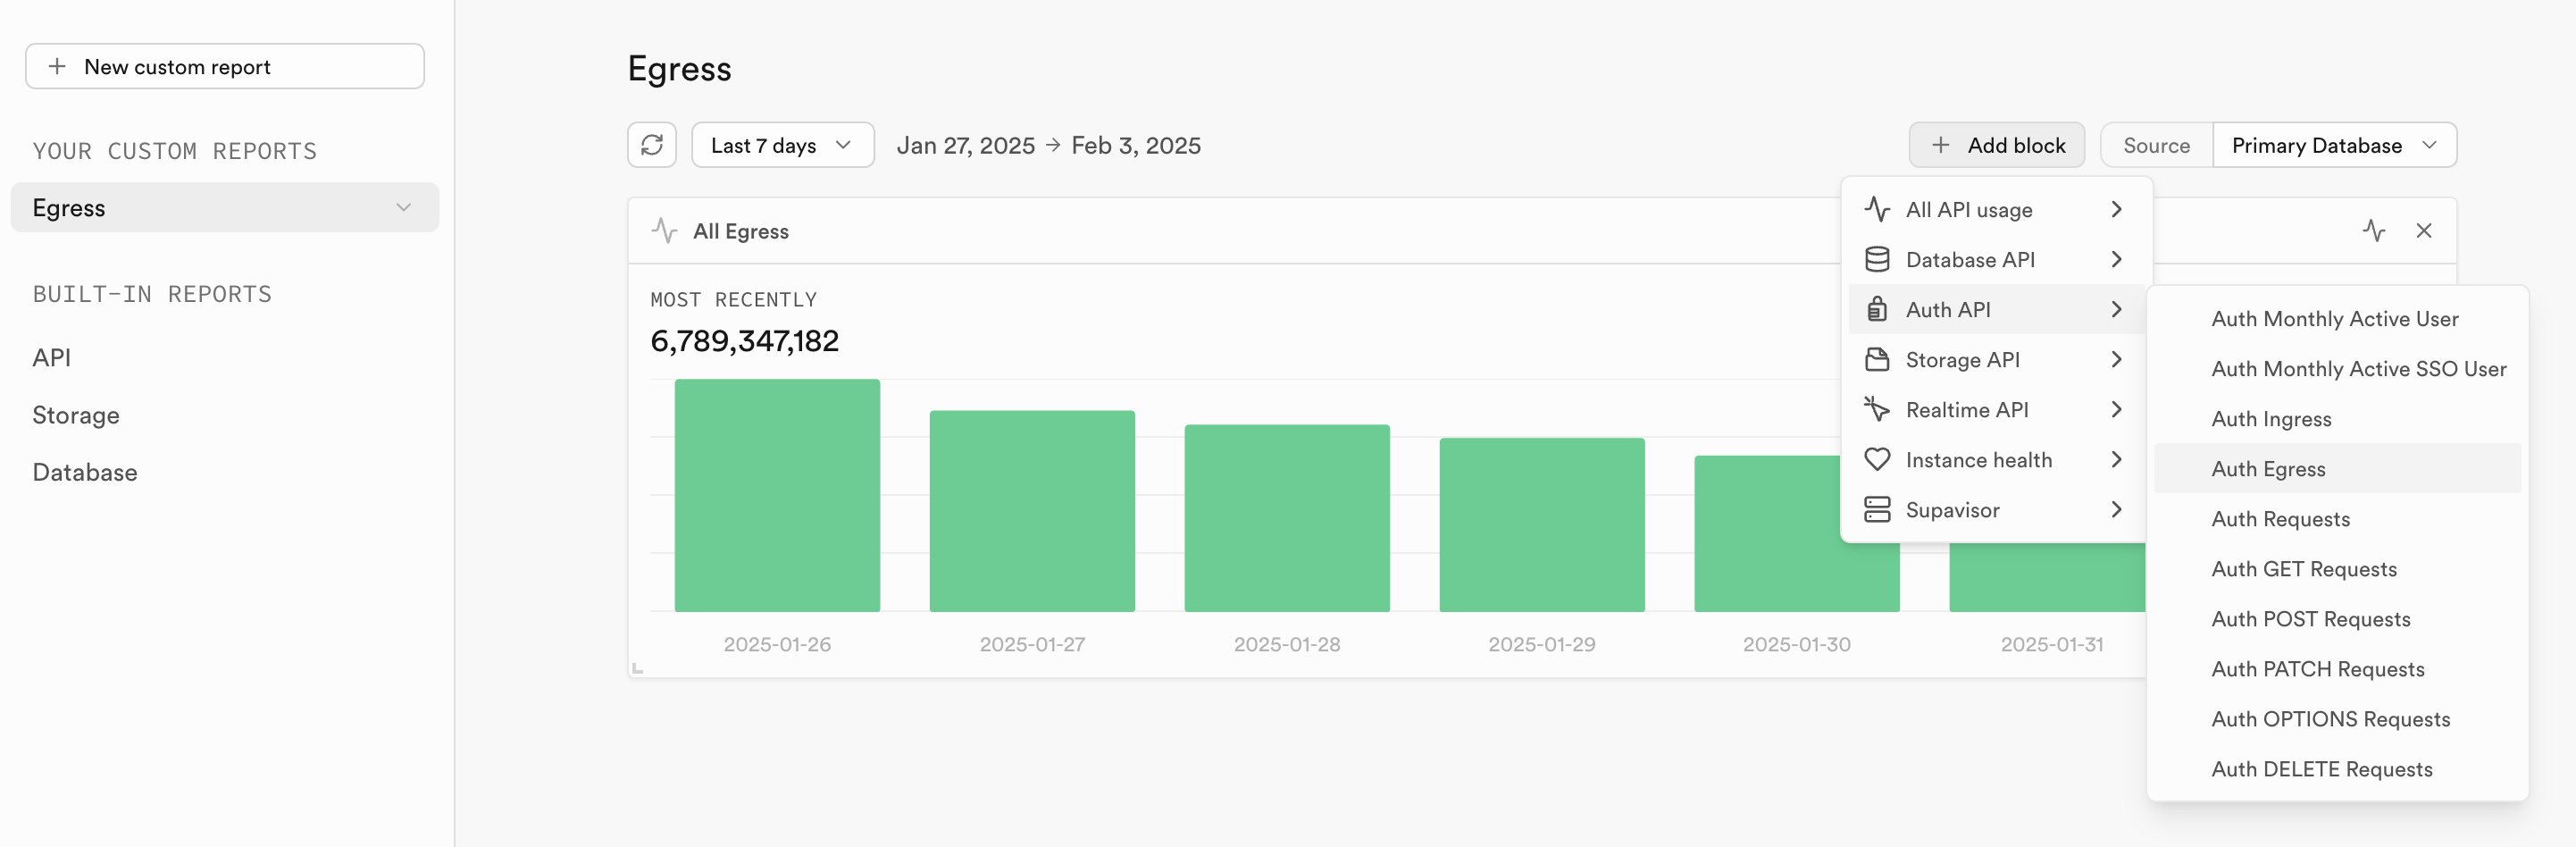 New custom report
YOUR CUSTOM REPORTS
Egress
BUILT-IN REPORTS
API
Storage
Database
Egress
Last 7 days
Jan 27, 2025 → Feb 3, 2025
Add block
Source
Primary Database
All Egress
MOST RECENTLY
6,789,347,182
2025-01-26
2025-01-27
2025-01-28
2025-01-29
2025-01-30
2025-01-31
All API usage
Database API
Auth API
Storage API
Realtime API
Instance health
Supavisor
Auth Monthly Active User
Auth Monthly Active SSO User
Auth Ingress
Auth Egress
Auth Requests
Auth GET Requests
Auth POST Requests
Auth PATCH Requests
Auth OPTIONS Requests
Auth DELETE Requests